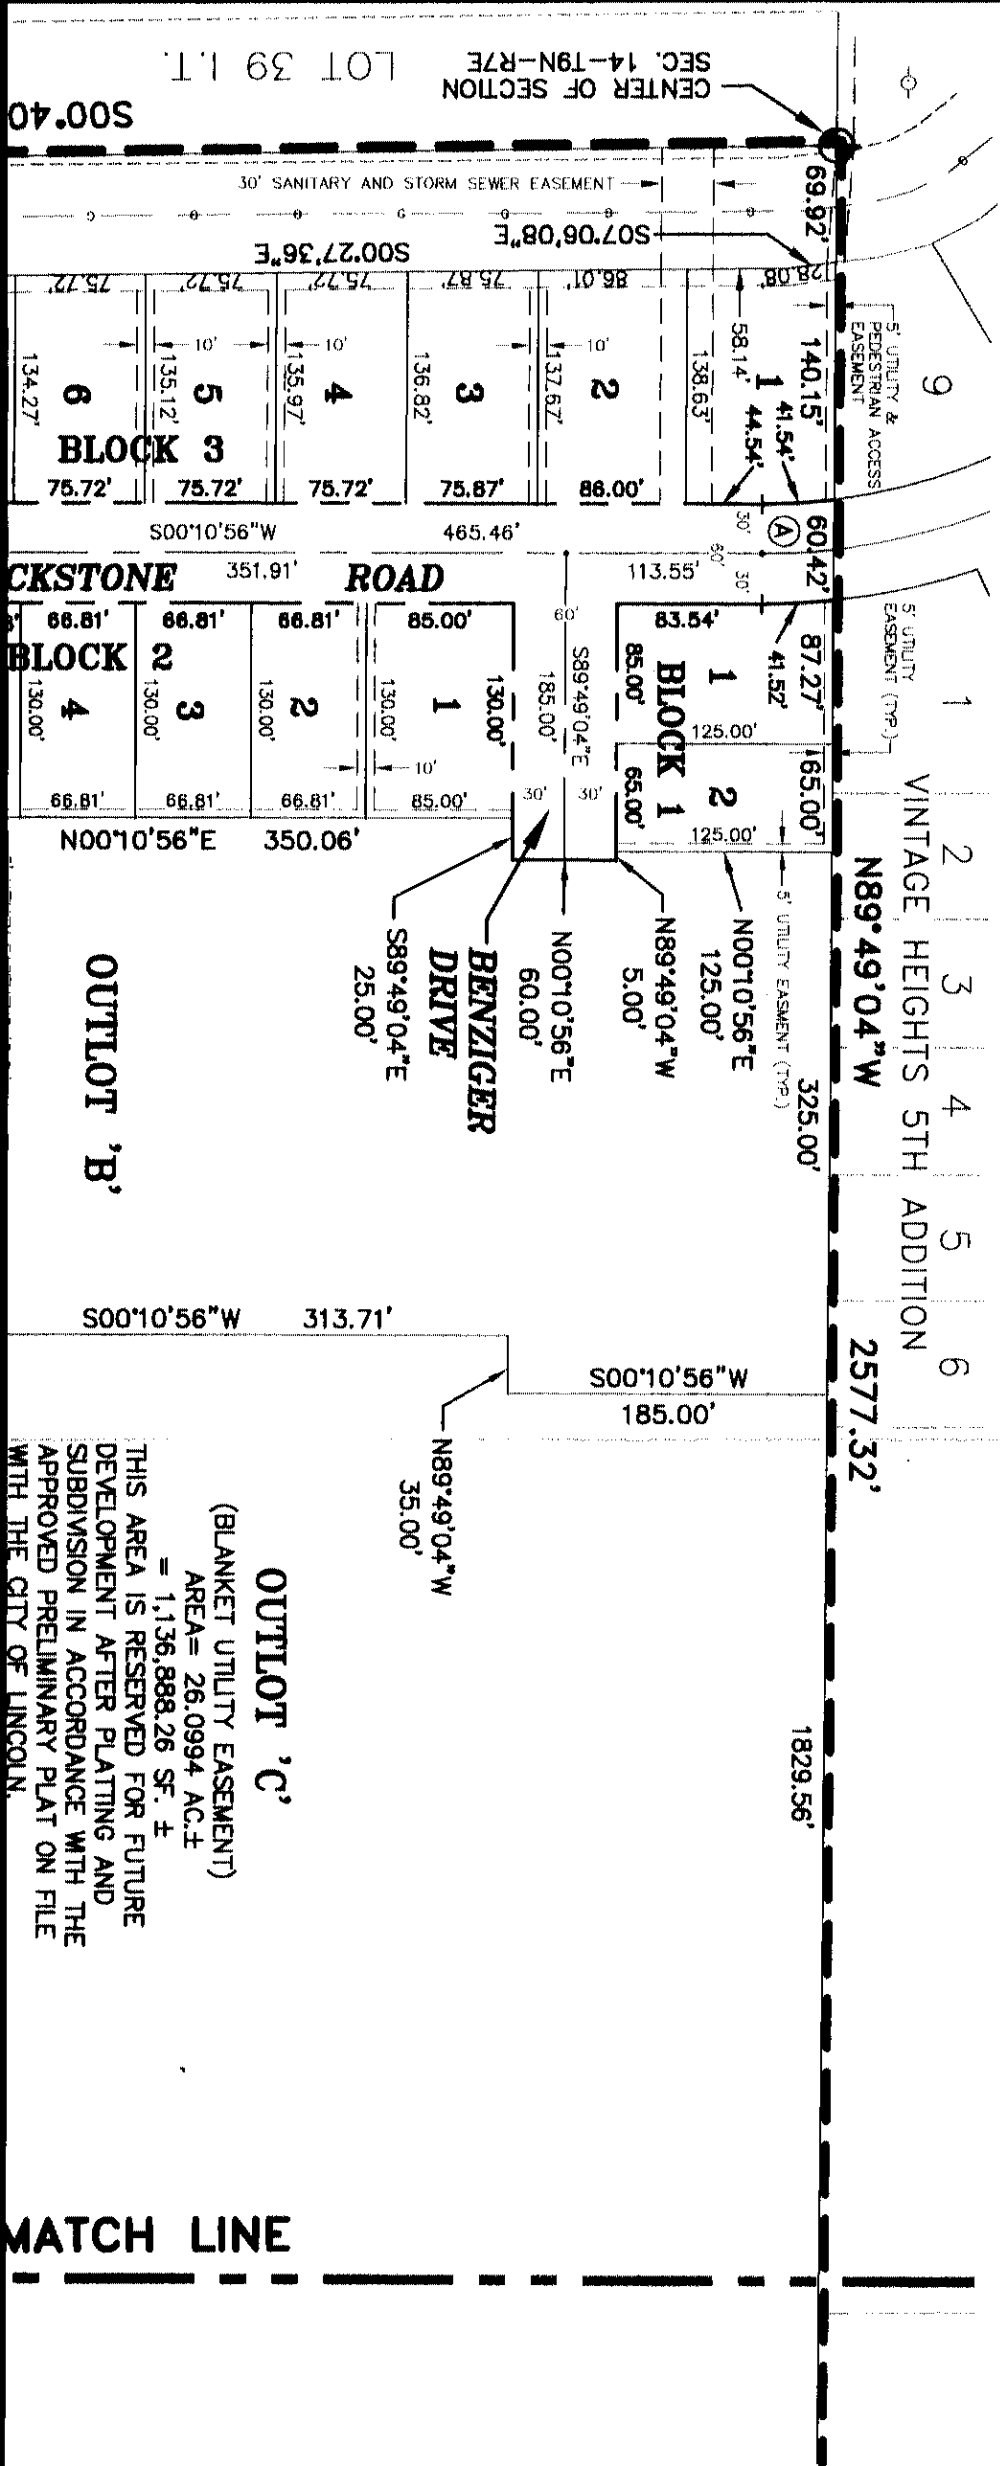 LOT 39 I.T.
CENTER OF SECTION
SEC. 14-T9N-R7E
S00°40
69.92'
30' SANITARY AND STORM SEWER EASEMENT
S07°06'08"E
S00°27'36"E
28.08'
86.01'
75.87'
75.72'
75.72'
75.72'
5' UTILITY &
PEDESTRIAN ACCESS
EASEMENT
9
140.15'
1
41.54'
44.54'
58.14'
138.63'
10'
137.67'
2
3
136.82'
10'
135.97'
4
10'
135.12'
5
6
134.27'
BLOCK 3
86.00'
75.87'
75.72'
75.72'
75.72'
S00°10'56"W
465.46'
A
60.42'
30'
60'
30'
113.55'
CKSTONE
351.91'
ROAD
5' UTILITY
EASEMENT (TYP.)
87.27'
41.52'
83.54'
85.00'
1
BLOCK 1
125.00'
65.00'
2
65.00'
125.00'
60'
S89°49'04"E
185.00'
30'
30'
85.00'
66.81'
66.81'
66.81'
BLOCK 2
130.00'
1
130.00'
2
130.00'
3
130.00'
4
130.00'
10'
85.00'
66.81'
66.81'
66.81'
N00°10'56"E
350.06'
5' UTILITY EASMENT (TYP.)
N00°10'56"E
125.00'
N89°49'04"W
5.00'
N00°10'56"E
60.00'
BENZIGER
DRIVE
S89°49'04"E
25.00'
OUTLOT 'B'
1
2
3
4
5
6
VINTAGE HEIGHTS 5TH ADDITION
N89°49'04"W
2577.32'
325.00'
S00°10'56"W
313.71'
S00°10'56"W
185.00'
N89°49'04"W
35.00'
1829.56'
OUTLOT 'C'
(BLANKET UTILITY EASEMENT)
AREA= 26.0994 AC.±
= 1,136,888.26 SF. ±
THIS AREA IS RESERVED FOR FUTURE
DEVELOPMENT AFTER PLATTING AND
SUBDIVISION IN ACCORDANCE WITH THE
APPROVED PRELIMINARY PLAT ON FILE
WITH THE CITY OF LINCOLN.
MATCH LINE